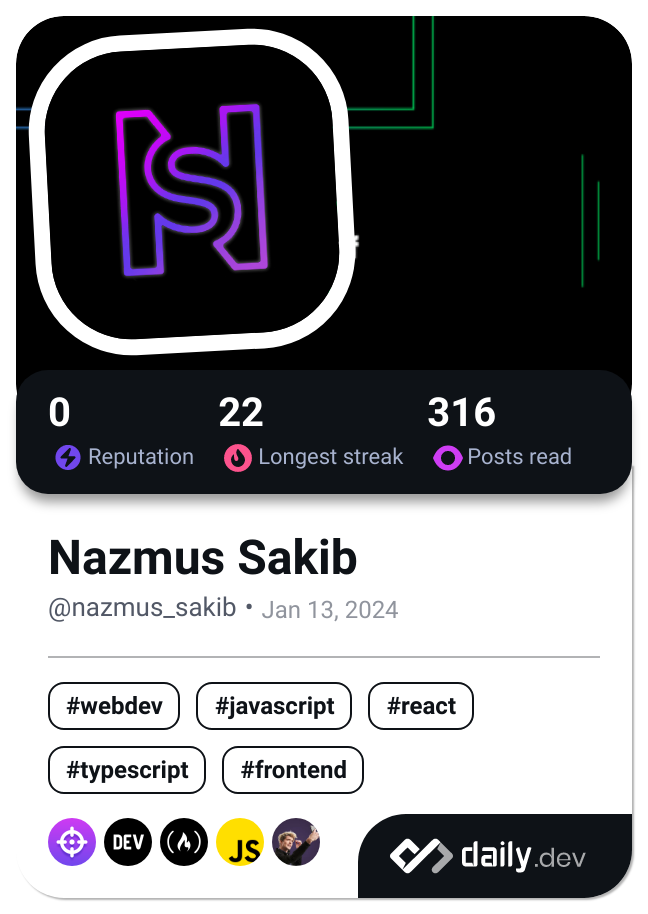 0 22 316
Reputation Longest streak Posts read
Nazmus Sakib
@nazmus_sakib • Jan 13, 2024
#webdev #javascript #react
#typescript #frontend
DEV JS
daily.dev